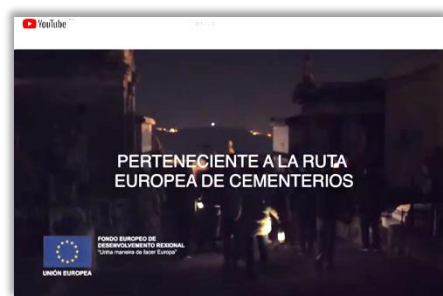 YouTube
PERTENECIENTE A LA RUTA
EUROPEA DE CEMENTERIOS
FONDO EUROPEO DE
DESENVOLVEMENTO REXIONAL
"Unha maneira de facer Europa"
UNIÓN EUROPEA